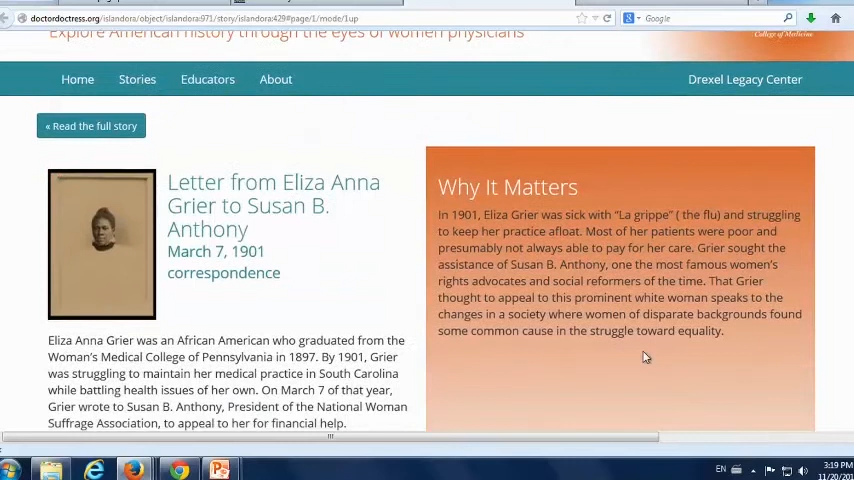 doctordoctress.org/islandora/object/islandora:971/story/islandora:429#page/1/mode/1up
Google
Explore American history through the eyes of women physicians
College of Medicine
Home
Stories
Educators
About
Drexel Legacy Center
« Read the full story
Letter from Eliza Anna
Grier to Susan B.
Anthony
March 7, 1901
correspondence
Eliza Anna Grier was an African American who graduated from the
Woman's Medical College of Pennsylvania in 1897. By 1901, Grier
was struggling to maintain her medical practice in South Carolina
while battling health issues of her own. On March 7 of that year,
Grier wrote to Susan B. Anthony, President of the National Woman
Suffrage Association, to appeal to her for financial help.
Why It Matters
In 1901, Eliza Grier was sick with “La grippe” ( the flu) and struggling
to keep her practice afloat. Most of her patients were poor and
presumably not always able to pay for her care. Grier sought the
assistance of Susan B. Anthony, one the most famous women's
rights advocates and social reformers of the time. That Grier
thought to appeal to this prominent white woman speaks to the
changes in a society where women of disparate backgrounds found
some common cause in the struggle toward equality.
EN
3:19 PM
11/20/20